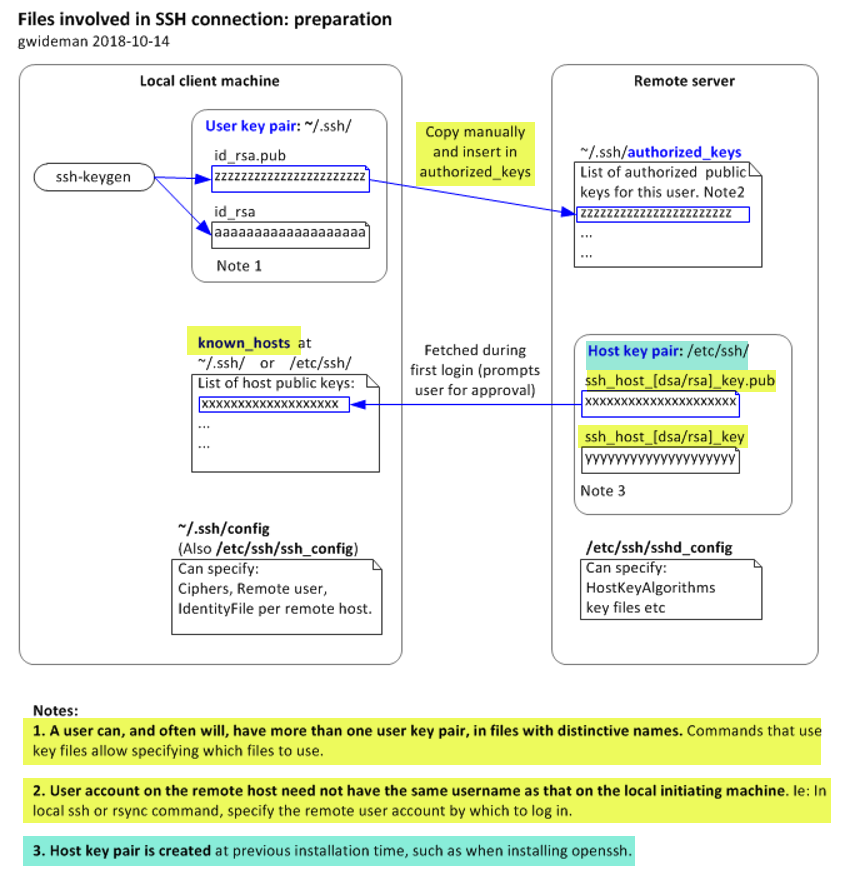 Files involved in SSH connection: preparation
gwideman 2018-10-14
Local client machine
User key pair: ~/.ssh/
id_rsa.pub
zzzzzzzzzzzzzzzzzzzzzzzz
ssh-keygen
id_rsa
aaaaaaaaaaaaaaaaaaa
Note 1
Copy manually
and insert in
authorized_keys
Remote server
~/.ssh/authorized_keys
List of authorized public
keys for this user. Note2
zzzzzzzzzzzzzzzzzzzzzzz
...
...
known_hosts at
~/.ssh/ or /etc/ssh/
List of host public keys:
xxxxxxxxxxxxxxxxxxx
...
...
Fetched during
first login (prompts
user for approval)
Host key pair: /etc/ssh/
ssh_host_[dsa/rsa]_key.pub
xxxxxxxxxxxxxxxxxxxxx
ssh_host_[dsa/rsa]_key
yyyyyyyyyyyyyyyyyyyy
Note 3
~/.ssh/config
(Also /etc/ssh/ssh_config)
Can specify:
Ciphers, Remote user,
IdentityFile per remote host.
/etc/ssh/sshd_config
Can specify:
HostKeyAlgorithms
key files etc
Notes:
1. A user can, and often will, have more than one user key pair, in files with distinctive names. Commands that use
key files allow specifying which files to use.
2. User account on the remote host need not have the same username as that on the local initiating machine. Ie: In
local ssh or rsync command, specify the remote user account by which to log in.
3. Host key pair is created at previous installation time, such as when installing openssh.